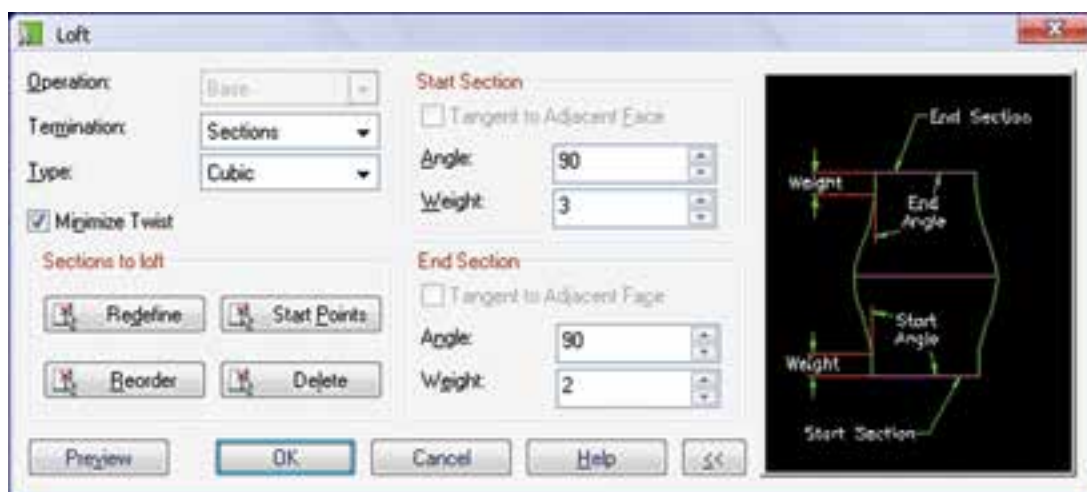 Loft
Operation: Base
Termination: Sections
Type: Cubic
Minimize Twist
Sections to loft
Redefine Start Points
Reorder Delete
Start Section
Tangent to Adjacent Face
Angle: 90
Weight: 3
End Section
Tangent to Adjacent Face
Angle: 90
Weight: 2
Preview OK Cancel Help <<
End Section
Weight
End
Angle
Start
Angle
Weight
Start Section